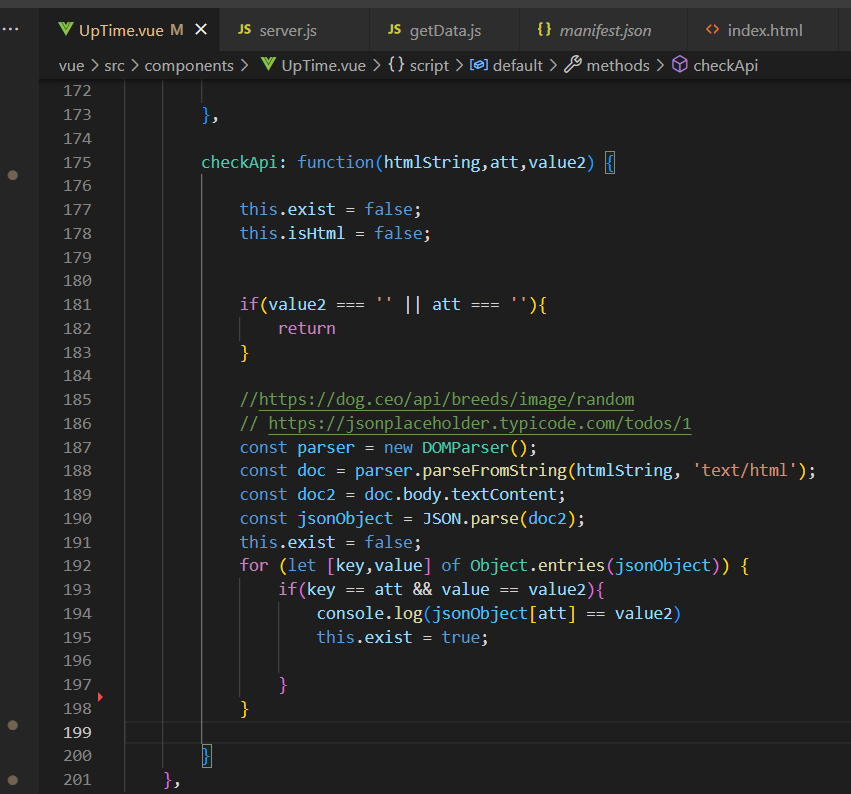 ... UpTime.vue M × JS server.js JS getData.js {} manifest.json <> index.html
vue > src > components > UpTime.vue > {} script > default > methods > checkApi
172
173 },
174
175 checkApi: function(htmlString,att,value2) {
176
177 this.exist = false;
178 this.isHtml = false;
179
180
181 if(value2 === '' || att === ''){
182 return
183 }
184
185 //https://dog.ceo/api/breeds/image/random
186 // https://jsonplaceholder.typicode.com/todos/1
187 const parser = new DOMParser();
188 const doc = parser.parseFromString(htmlString, 'text/html');
189 const doc2 = doc.body.textContent;
190 const jsonObject = JSON.parse(doc2);
191 this.exist = false;
192 for (let [key,value] of Object.entries(jsonObject)) {
193 if(key == att && value == value2){
194 console.log(jsonObject[att] == value2)
195 this.exist = true;
196
197 }
198 }
199
200 }
201 },